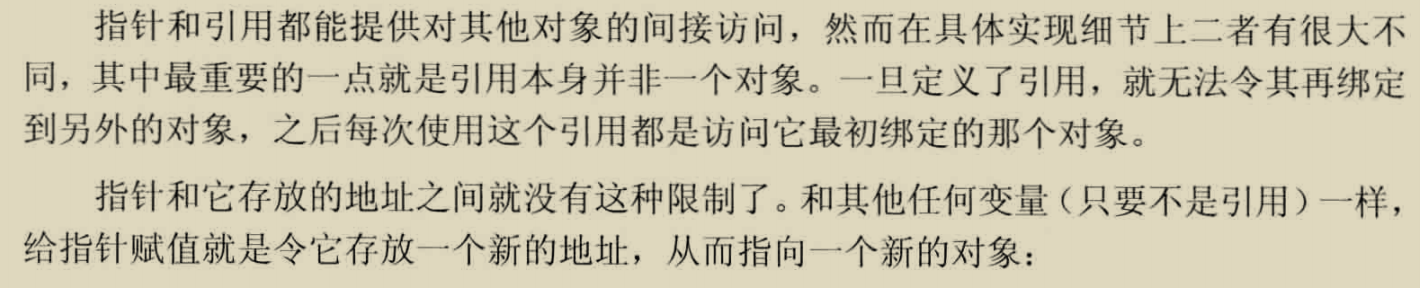 指针和引用都能提供对其他对象的间接访问，然而在具体实现细节上二者有很大不
同，其中最重要的一点就是引用本身并非一个对象。一旦定义了引用，就无法令其再绑定
到另外的对象，之后每次使用这个引用都是访问它最初绑定的那个对象。
指针和它存放的地址之间就没有这种限制了。和其他任何变量（只要不是引用）一样，
给指针赋值就是令它存放一个新的地址，从而指向一个新的对象：